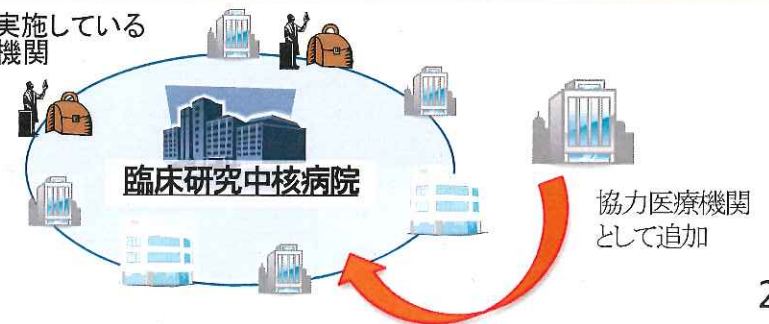 実施している
機関
臨床研究中核病院
協力医療機関
として追加
2